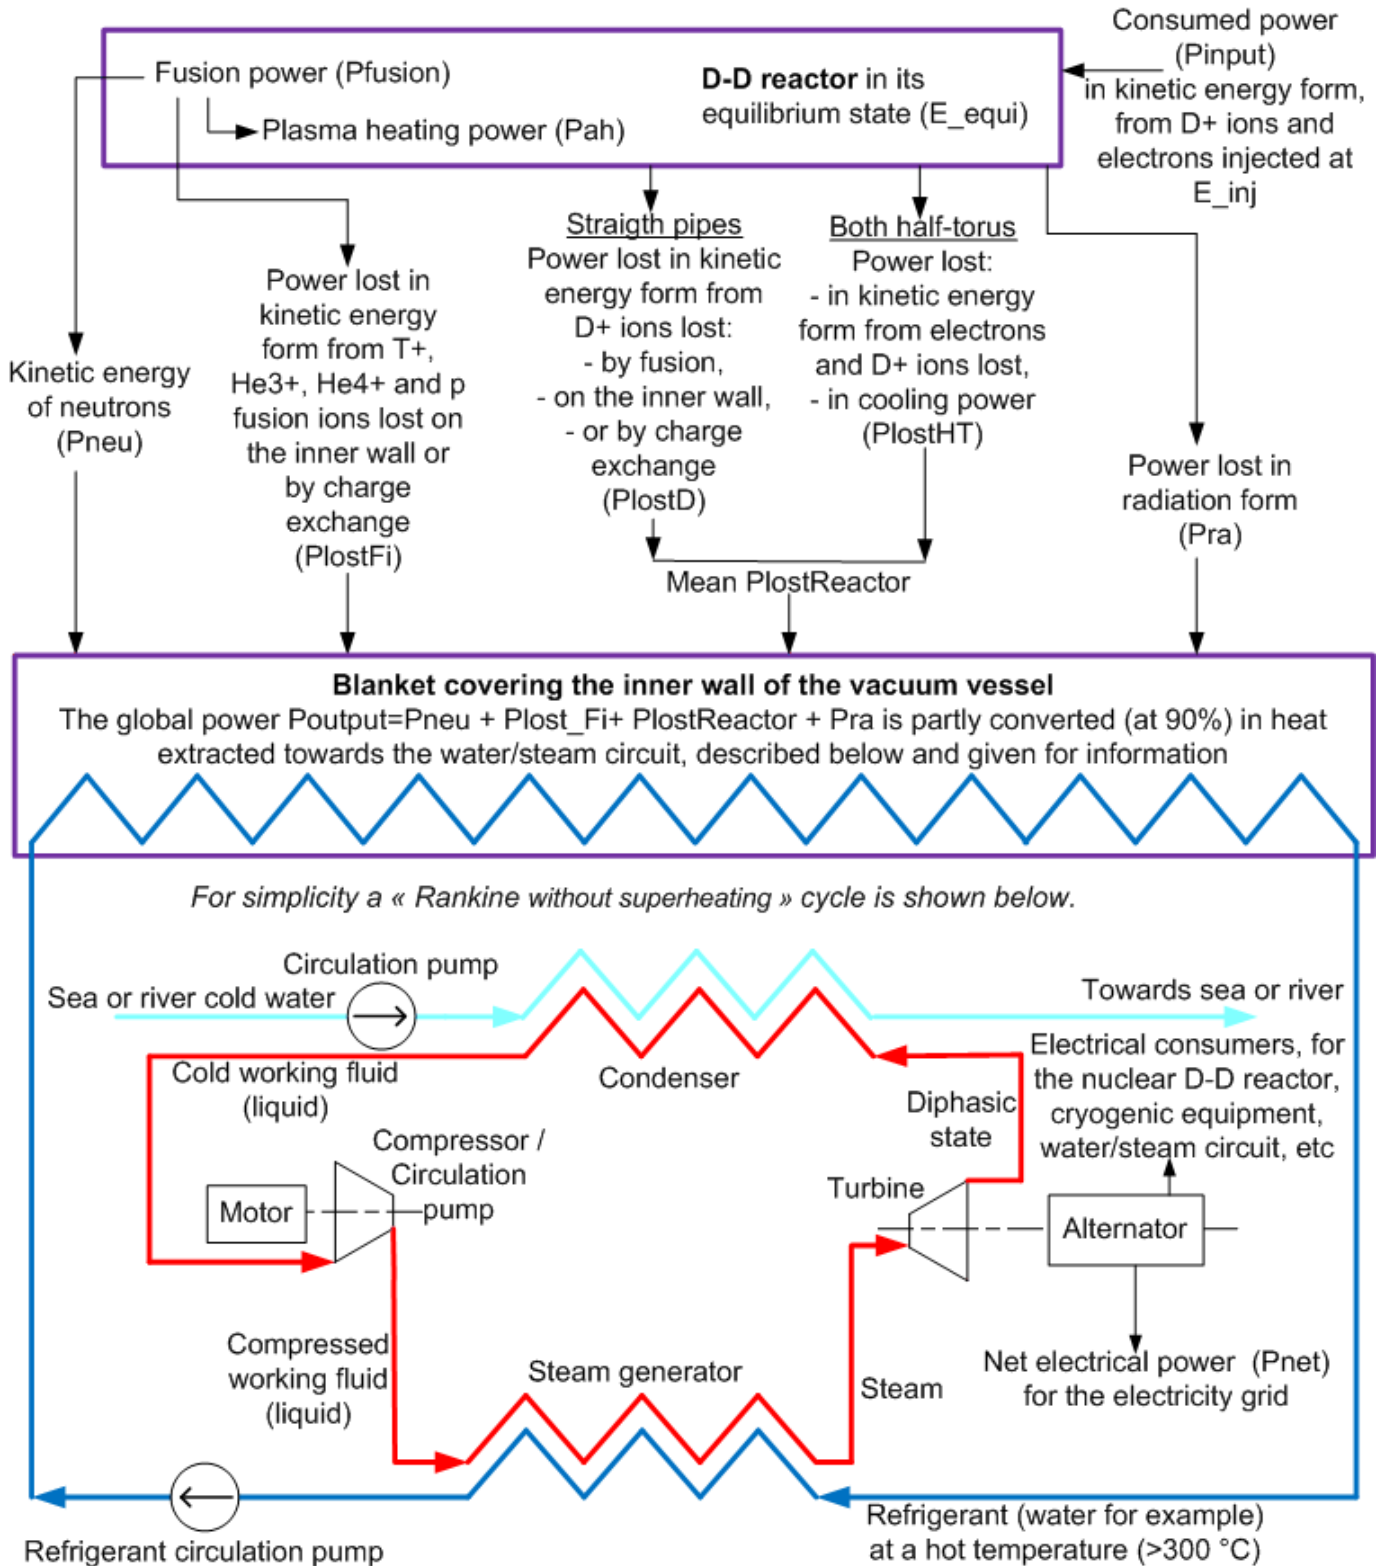 Consumed power
(Pinput)
in kinetic energy form,
from D+ ions and
electrons injected at
E_inj
Fusion power (Pfusion)
Plasma heating power (Pah)
D-D reactor in its
equilibrium state (E_equi)
Kinetic energy
of neutrons
(Pneu)
Power lost in
kinetic energy
form from T+,
He3+, He4+ and p
fusion ions lost on
the inner wall or
by charge
exchange
(PlostFi)
Straigth pipes
Power lost in kinetic
energy form from
D+ ions lost:
- by fusion,
- on the inner wall,
- or by charge
exchange
(PlostD)
Both half-torus
Power lost:
- in kinetic energy
form from electrons
and D+ ions lost,
- in cooling power
(PlostHT)
Power lost in
radiation form
(Pra)
Mean PlostReactor
Blanket covering the inner wall of the vacuum vessel
The global power Poutput=Pneu + Plost_Fi+ PlostReactor + Pra is partly converted (at 90%) in heat
extracted towards the water/steam circuit, described below and given for information
For simplicity a « Rankine without superheating » cycle is shown below.
Circulation pump
Sea or river cold water
Towards sea or river
Cold working fluid
(liquid)
Condenser
Electrical consumers, for
the nuclear D-D reactor,
cryogenic equipment,
water/steam circuit, etc
Diphasic
state
Compressor /
Circulation
pump
Motor
Turbine
Alternator
Compressed
working fluid
(liquid)
Steam generator
Steam
Net electrical power (Pnet)
for the electricity grid
Refrigerant (water for example)
at a hot temperature (>300 °C)
Refrigerant circulation pump